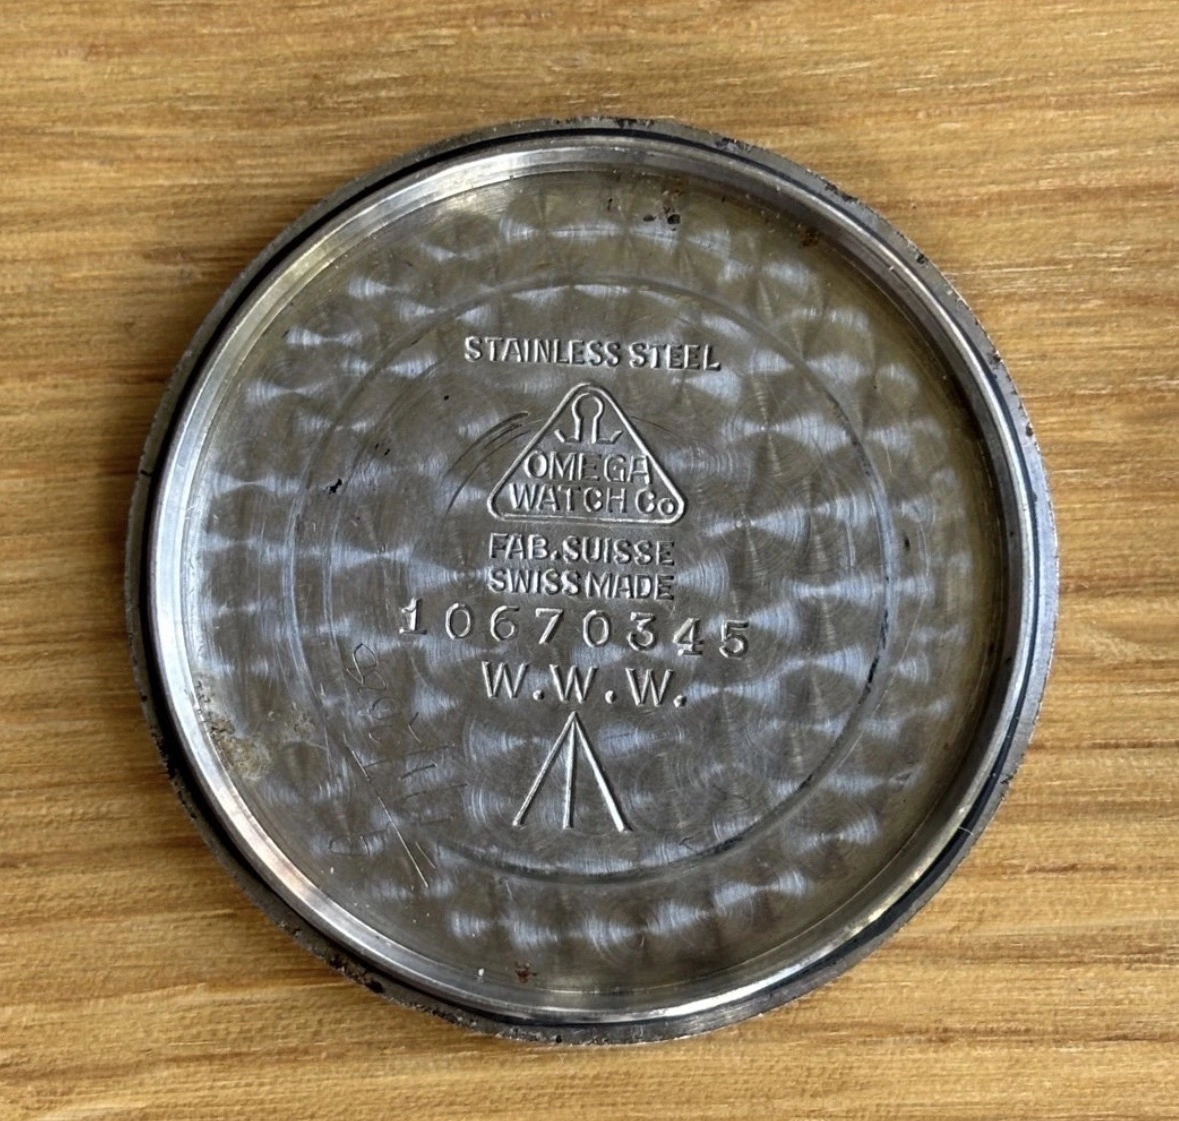 STAINLESS STEEL
Ω
OMEGA
WATCH Co
FAB.SUISSE
SWISS MADE
10670345
W.W.W.